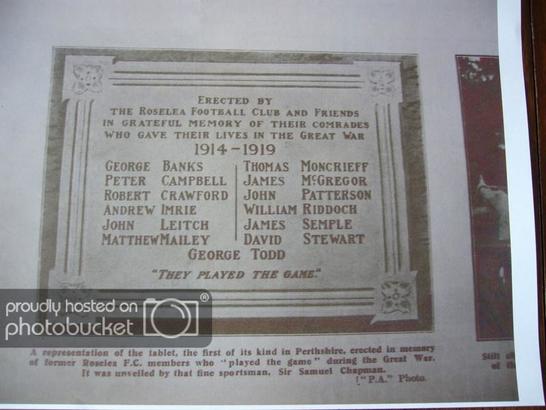 ERECTED BY
THE ROSELEA FOOTBALL CLUB AND FRIENDS
IN GRATEFUL MEMORY OF THEIR COMRADES
WHO GAVE THEIR LIVES IN THE GREAT WAR
1914-1919
GEORGE BANKS THOMAS MONCRIEFF
PETER CAMPBELL JAMES McGREGOR
ROBERT CRAWFORD JOHN PATTERSON
ANDREW IMRIE WILLIAM RIDDOCH
JOHN LEITCH JAMES SEMPLE
MATTHEW MAILEY DAVID STEWART
GEORGE TODD
"THEY PLAYED THE GAME."
proudly hosted on
photobucket
A representation of the tablet, the first of its kind in Perthshire, erected in memory
of former Roselea F.C. members who "played the game" during the Great War.
It was unveiled by that fine sportsman, Sir Samuel Chapman.
["P.A." Photo.
Still
of th